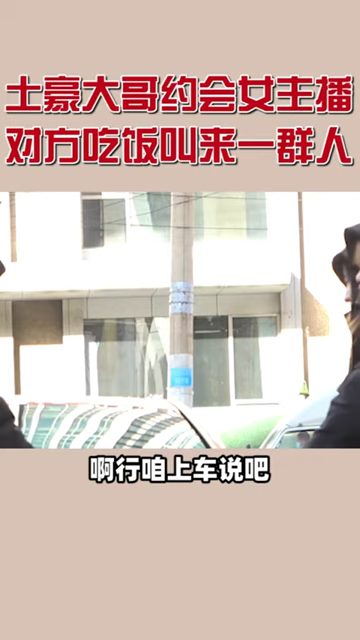 土豪大哥约会女主播
对方吃饭叫来一群人
啊行咱上车说吧